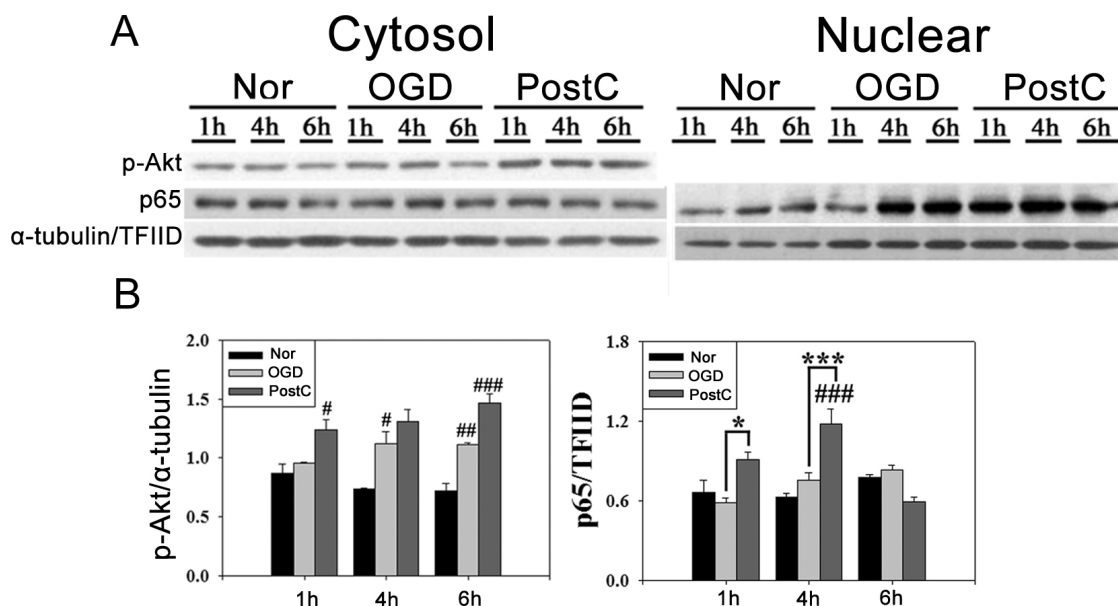 A
Cytosol Nuclear
Nor OGD PostC Nor OGD PostC
1h 4h 6h 1h 4h 6h 1h 4h 6h 1h 4h 6h 1h 4h 6h 1h 4h 6h
p-Akt
p65
α-tubulin/TFIID
B
p-Akt/α-tubulin
2.0
1.5
1.0
0.5
0.0
Nor
OGD
PostC
#
#
##
###
1h 4h 6h
p65/TFIID
1.8
1.2
0.6
0.0
Nor
OGD
PostC
*
***
###
1h 4h 6h